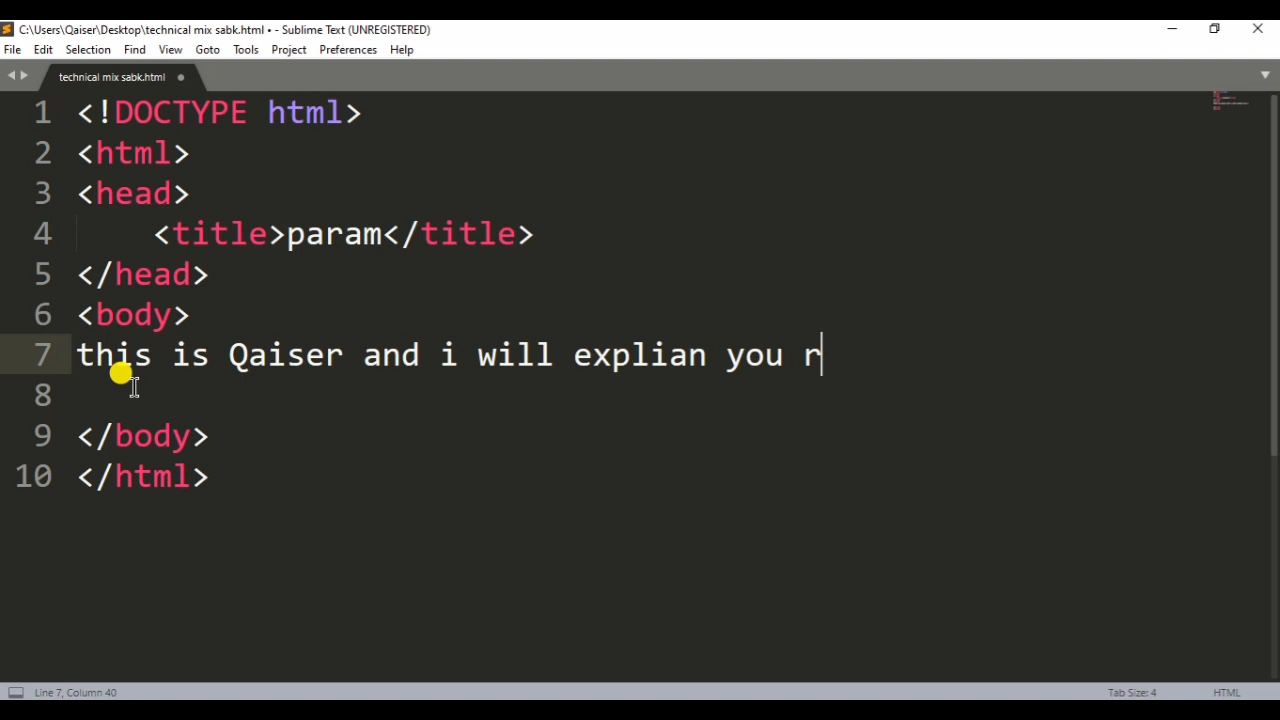 C:\Users\Qaiser\Desktop\technical mix sabk.html • - Sublime Text (UNREGISTERED)
File Edit Selection Find View Goto Tools Project Preferences Help
technical mix sabk.html
1 <!DOCTYPE html>
2 <html>
3 <head>
4 <title>param</title>
5 </head>
6 <body>
7 this is Qaiser and i will explian you r
8
9 </body>
10 </html>
Line 7, Column 40 Tab Size: 4 HTML